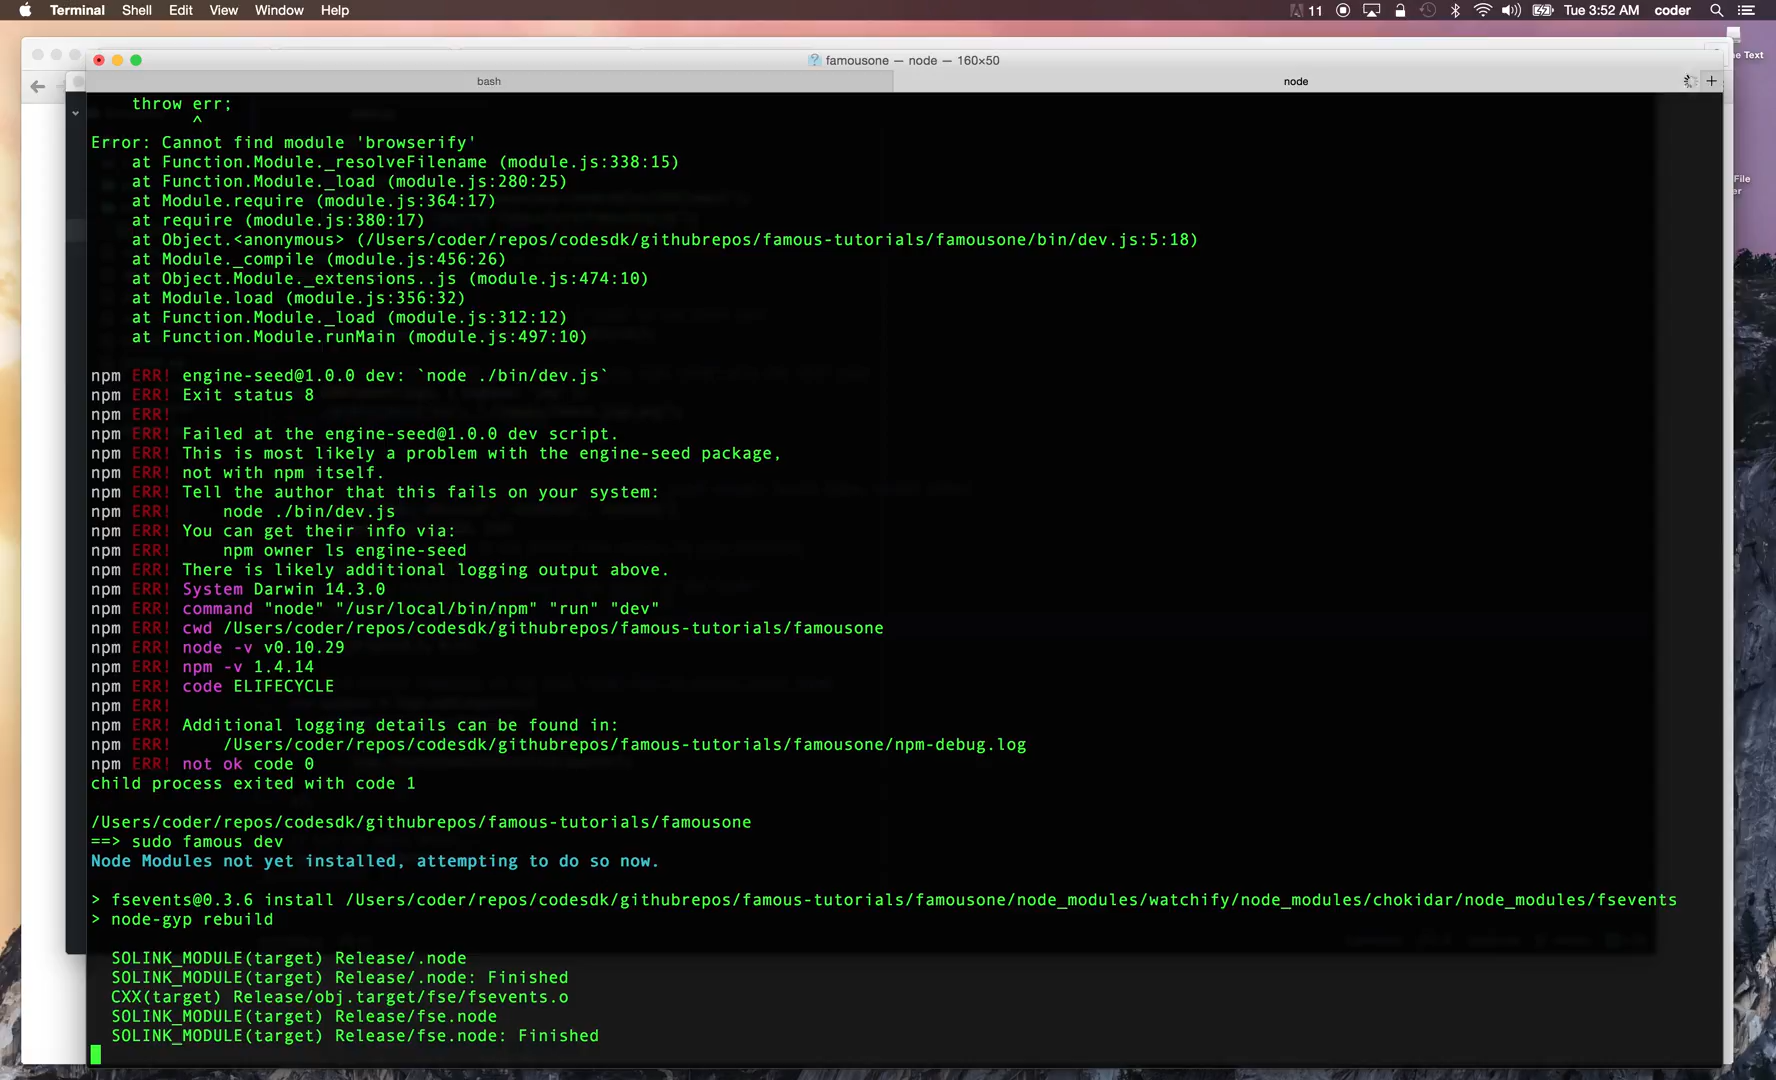 Terminal Shell Edit View Window Help 11 Tue 3:52 AM coder
famousone — node — 160×50
e Text
bash node +
throw err;
^
Error: Cannot find module 'browserify'
at Function.Module._resolveFilename (module.js:338:15)
File
at Function.Module._load (module.js:280:25)
er
at Module.require (module.js:364:17)
at require (module.js:380:17)
at Object.<anonymous> (/Users/coder/repos/codesdk/githubrepos/famous-tutorials/famousone/bin/dev.js:5:18)
at Module._compile (module.js:456:26)
at Object.Module._extensions..js (module.js:474:10)
at Module.load (module.js:356:32)
at Function.Module._load (module.js:312:12)
at Function.Module.runMain (module.js:497:10)
npm ERR! engine-seed@1.0.0 dev: `node ./bin/dev.js`
npm ERR! Exit status 8
npm ERR!
npm ERR! Failed at the engine-seed@1.0.0 dev script.
npm ERR! This is most likely a problem with the engine-seed package,
npm ERR! not with npm itself.
npm ERR! Tell the author that this fails on your system:
npm ERR! node ./bin/dev.js
npm ERR! You can get their info via:
npm ERR! npm owner ls engine-seed
npm ERR! There is likely additional logging output above.
npm ERR! System Darwin 14.3.0
npm ERR! command "node" "/usr/local/bin/npm" "run" "dev"
npm ERR! cwd /Users/coder/repos/codesdk/githubrepos/famous-tutorials/famousone
npm ERR! node -v v0.10.29
npm ERR! npm -v 1.4.14
npm ERR! code ELIFECYCLE
npm ERR!
npm ERR! Additional logging details can be found in:
npm ERR! /Users/coder/repos/codesdk/githubrepos/famous-tutorials/famousone/npm-debug.log
npm ERR! not ok code 0
child process exited with code 1
/Users/coder/repos/codesdk/githubrepos/famous-tutorials/famousone
==> sudo famous dev
Node Modules not yet installed, attempting to do so now.
> fsevents@0.3.6 install /Users/coder/repos/codesdk/githubrepos/famous-tutorials/famousone/node_modules/watchify/node_modules/chokidar/node_modules/fsevents
> node-gyp rebuild
SOLINK_MODULE(target) Release/.node
SOLINK_MODULE(target) Release/.node: Finished
CXX(target) Release/obj.target/fse/fsevents.o
SOLINK_MODULE(target) Release/fse.node
SOLINK_MODULE(target) Release/fse.node: Finished